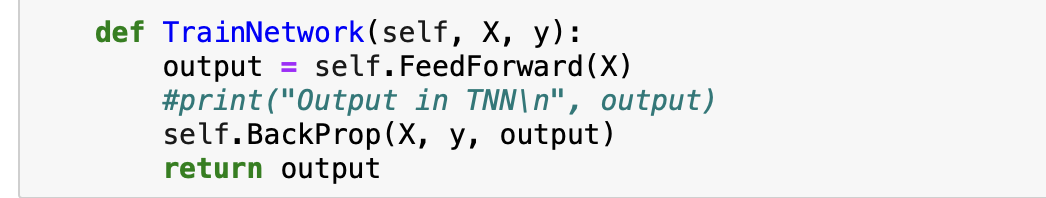 def TrainNetwork(self, X, y):
output = self.FeedForward(X)
#print("Output in TNN\n", output)
self.BackProp(X, y, output)
return output